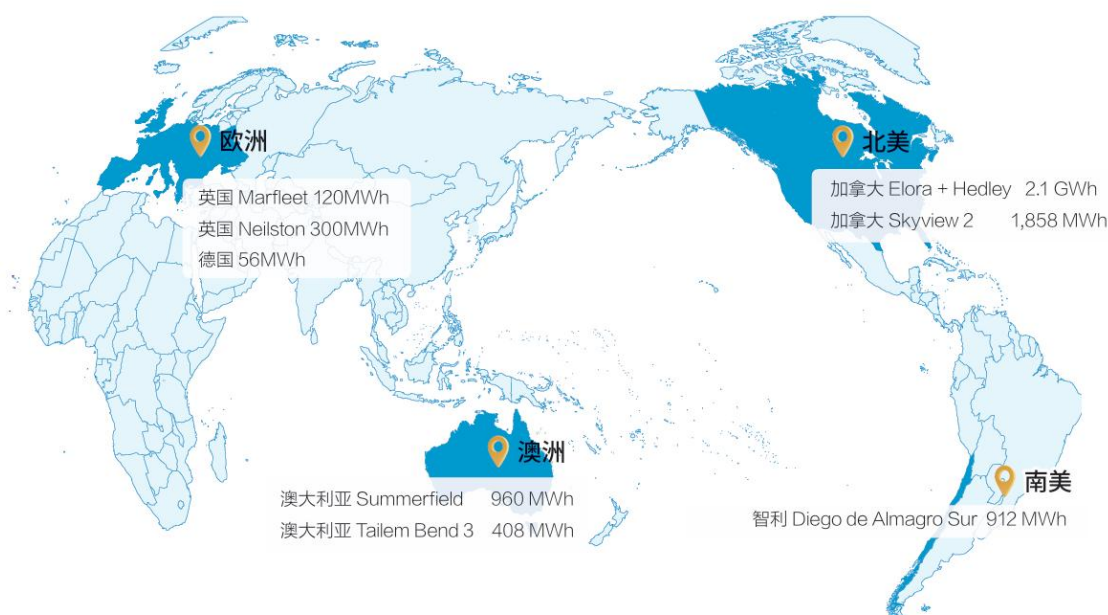 欧洲
英国 Marfleet 120MWh
英国 Neilston 300MWh
德国 56MWh
北美
加拿大 Elora + Hedley 2.1 GWh
加拿大 Skyview 2 1,858 MWh
澳洲
澳大利亚 Summerfield 960 MWh
澳大利亚 Tailem Bend 3 408 MWh
南美
智利 Diego de Almagro Sur 912 MWh